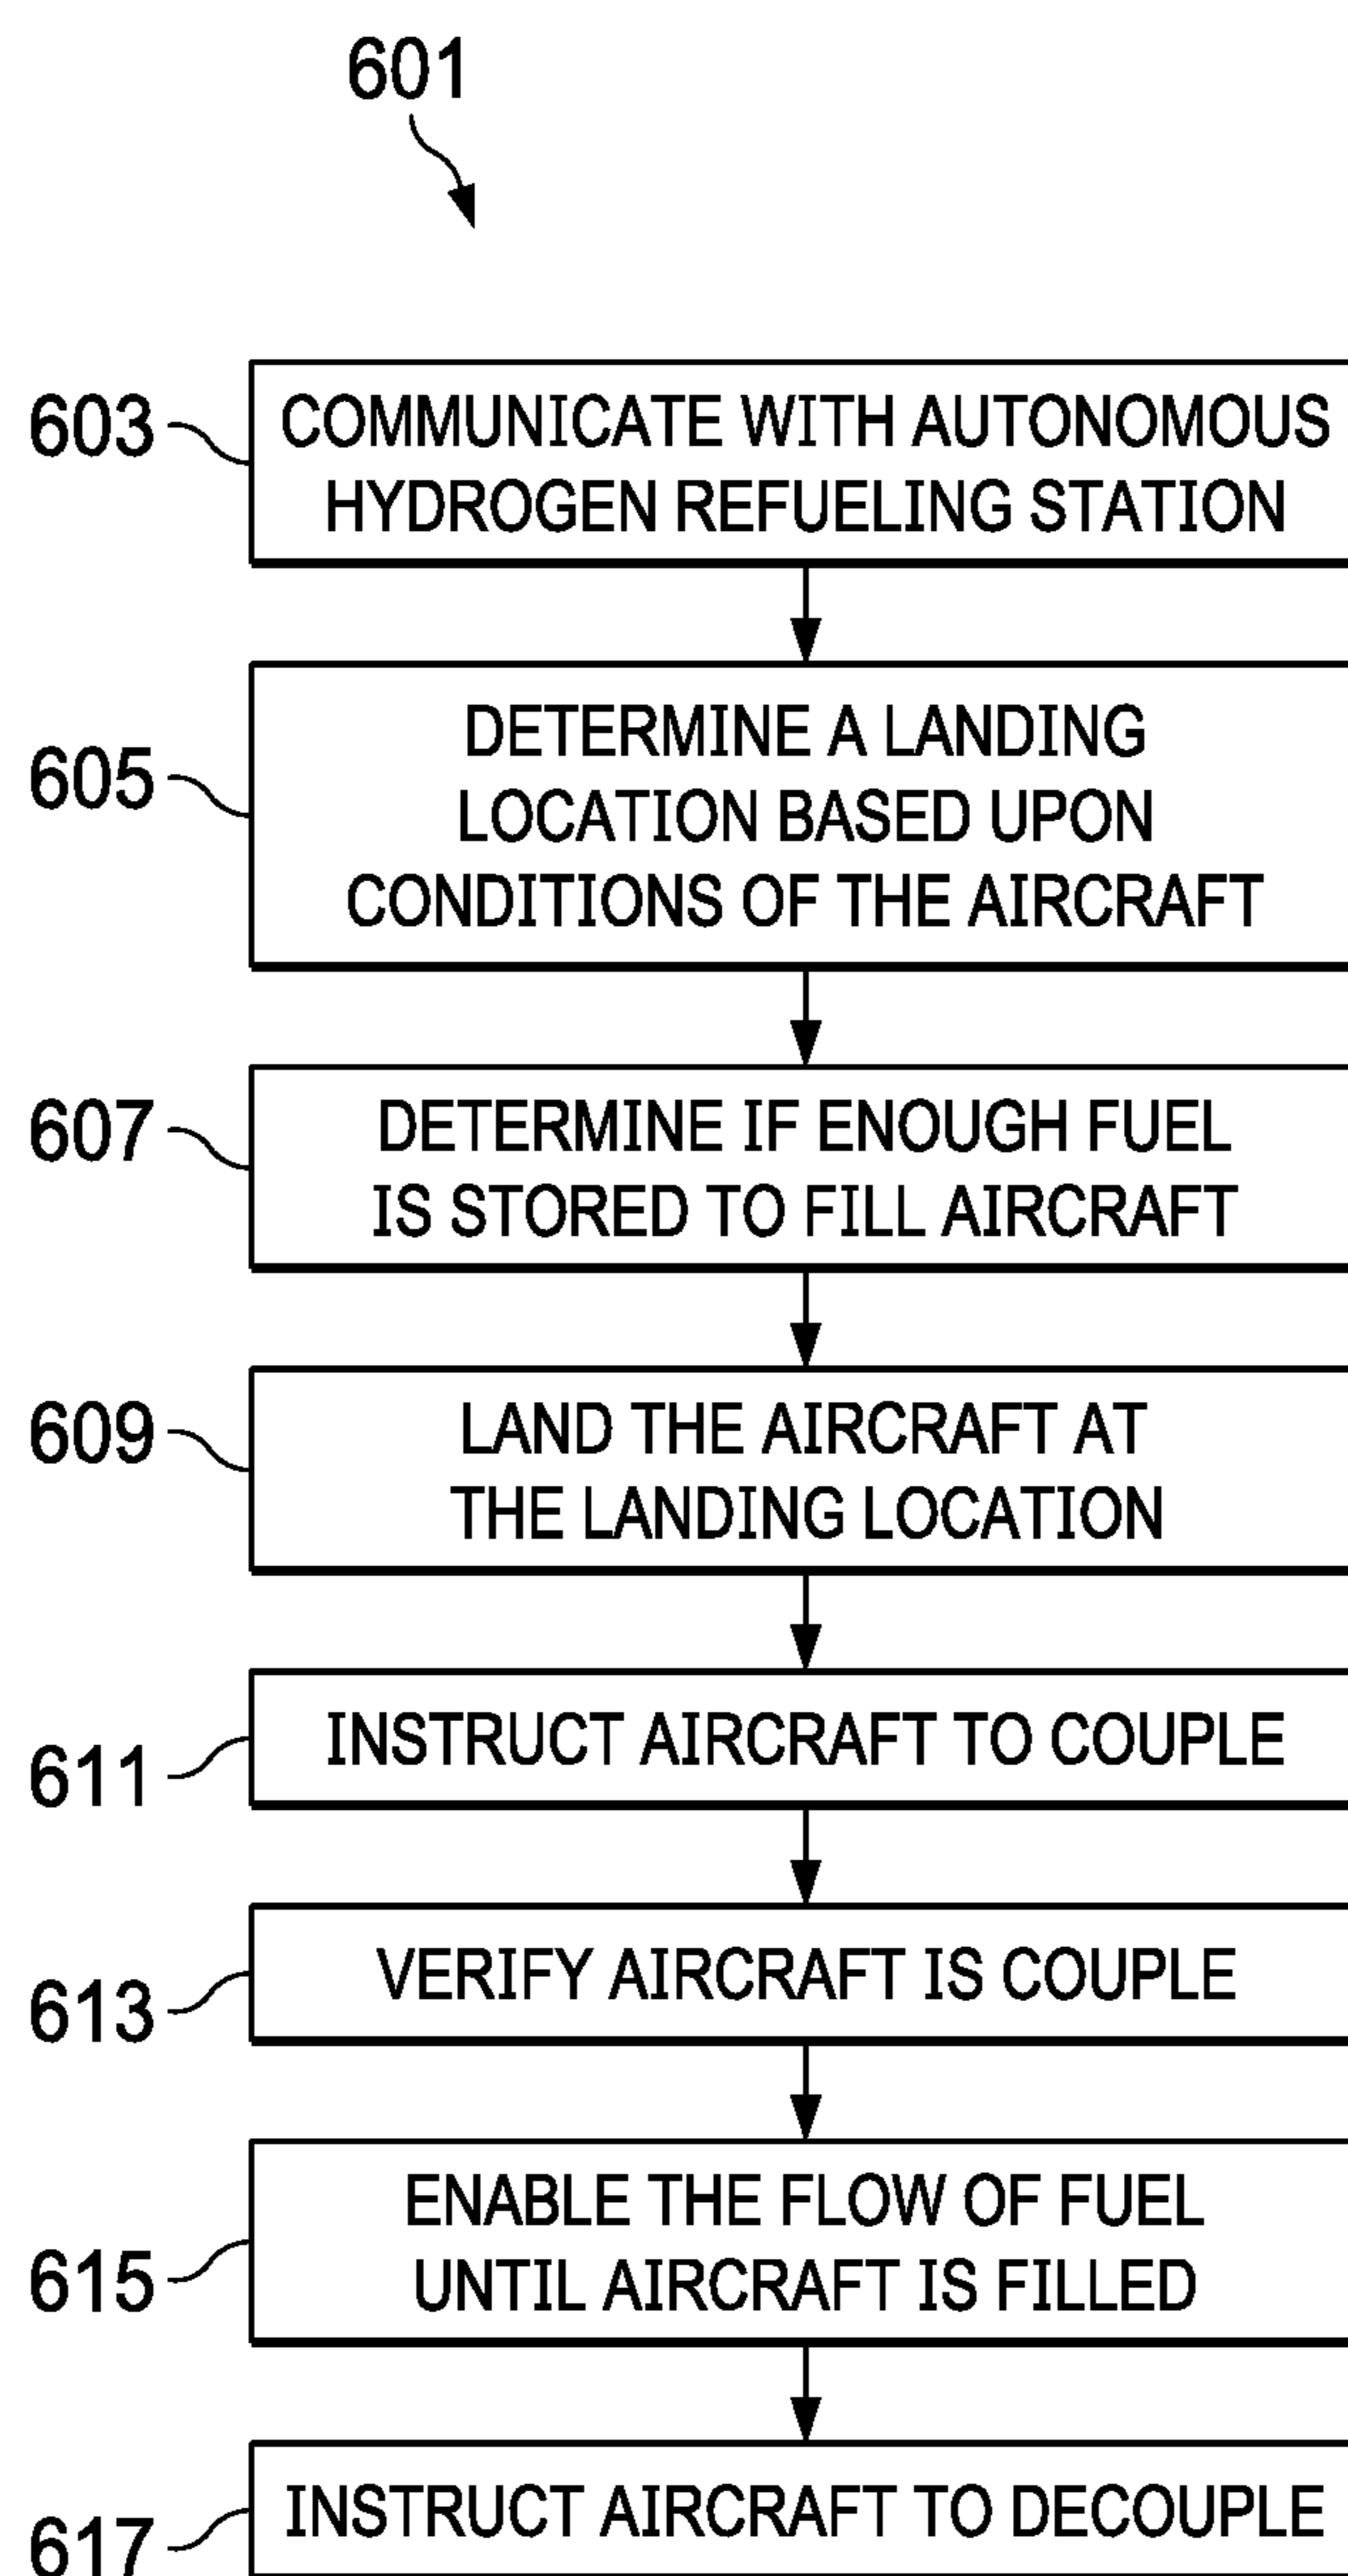 601
603
COMMUNICATE WITH AUTONOMOUS
HYDROGEN REFUELING STATION
605
DETERMINE A LANDING
LOCATION BASED UPON
CONDITIONS OF THE AIRCRAFT
607
DETERMINE IF ENOUGH FUEL
IS STORED TO FILL AIRCRAFT
609
LAND THE AIRCRAFT AT
THE LANDING LOCATION
611
INSTRUCT AIRCRAFT TO COUPLE
613
VERIFY AIRCRAFT IS COUPLE
615
ENABLE THE FLOW OF FUEL
UNTIL AIRCRAFT IS FILLED
617
INSTRUCT AIRCRAFT TO DECOUPLE